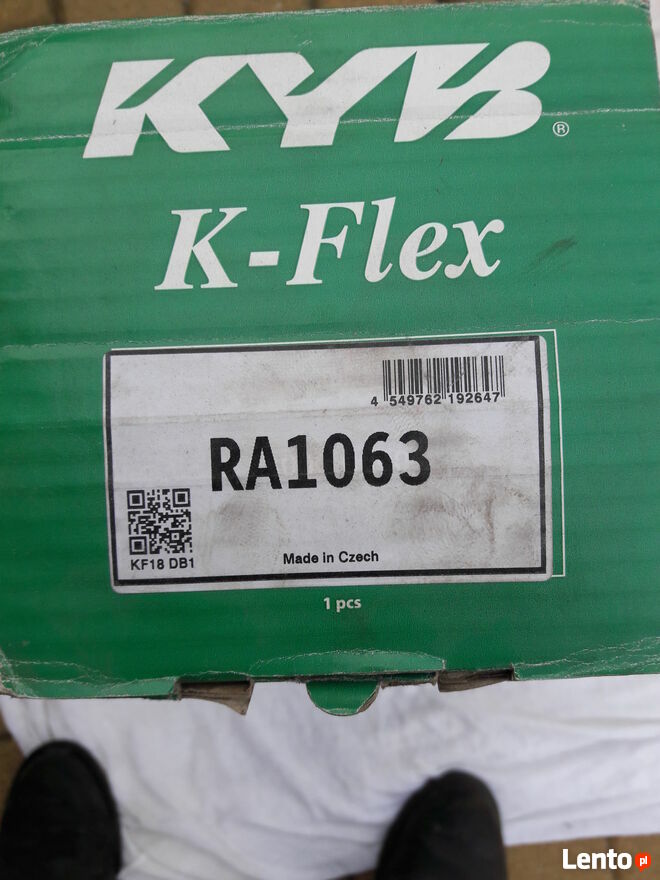 KYB®
K-Flex
4 549762 192647
RA1063
KF18 DB1
Made in Czech
1 pcs
Lento.pl